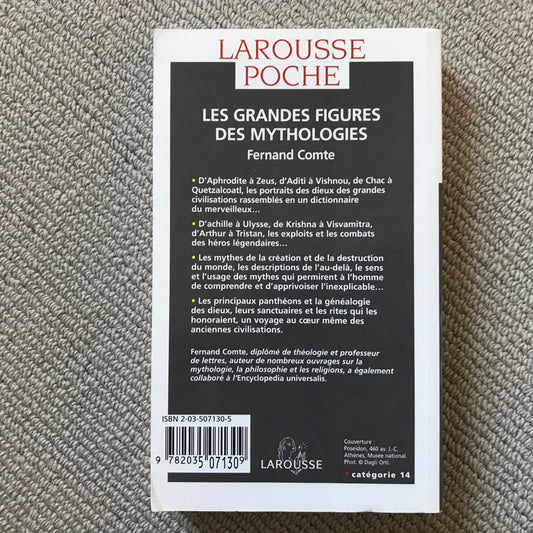 LAROUSSE
POCHE
LES GRANDES FIGURES
DES MYTHOLOGIES
Fernand Comte
• D'Aphrodite à Zeus, d'Aditi à Vishnou, de Chac à
Quetzalcoatl, les portraits des dieux des grandes
civilisations rassemblés en un dictionnaire
du merveilleux…
• D'achille à Ulysse, de Krishna à Visvamitra,
d'Arthur à Tristan, les exploits et les combats
des héros légendaires…
• Les mythes de la création et de la destruction
du monde, les descriptions de l'au-delà, le sens
et l'usage des mythes qui permirent à l'homme
de comprendre et d'apprivoiser l'inexplicable…
• Les principaux panthéons et la généalogie
des dieux, leurs sanctuaires et les rites qui les
honoraient, un voyage au cœur même des
anciennes civilisations.
Fernand Comte, diplômé de théologie et professeur
de lettres, auteur de nombreux ouvrages sur la
mythologie, la philosophie et les religions, a également
collaboré à l'Encyclopedia universalis.
ISBN 2-03-507130-5
9 782035 071309
LAROUSSE
Couverture :
Poseidon, 460 av. J.-C.
Athènes, Musée national.
Phot. © Dagli Orti.
• catégorie 14